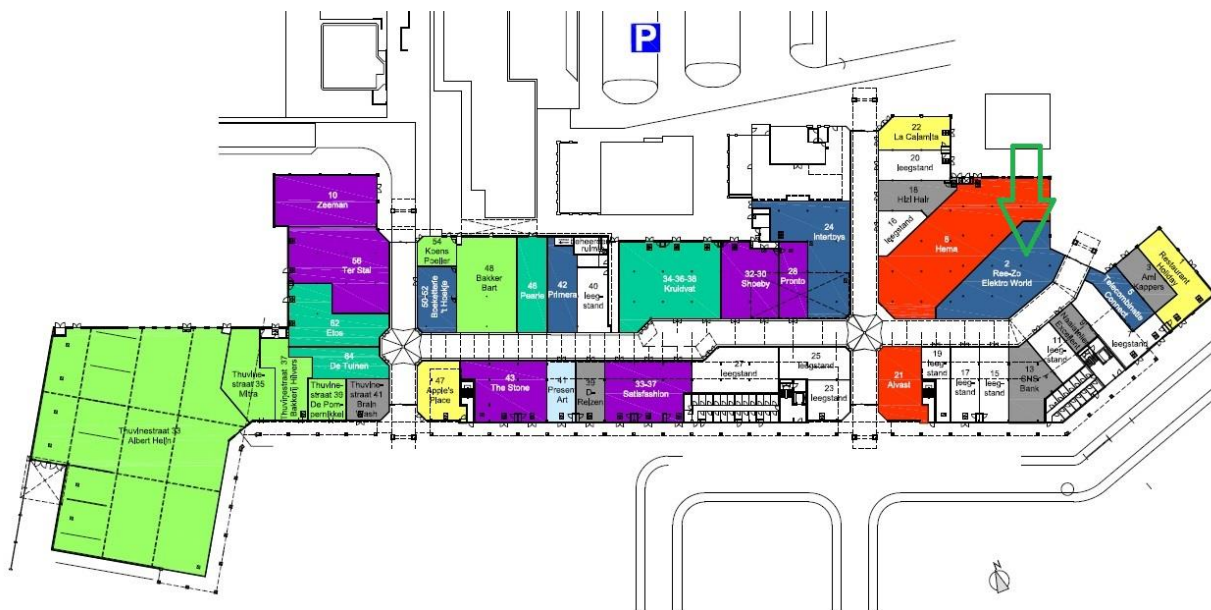 P
22
La Calamita
20
leegstand
18
Hizi Hair
16
leegstand
10
Zeeman
56
Ter Stal
54
Koens
Poelier
50-52
Boeketterie
't Hoekje
48
Bakker
Bart
46
Pearle
42
Primera
40
leeg-
stand
34-36-38
Kruidvat
32-30
Shoeby
28
Pronto
24
Intertoys
8
Hema
2
Ree-Zo
Elektro World
5
Telecombinatie
Connect
3
Ami
Kappers
1
Restaurant
Holiday
62
Etos
64
De Tuinen
Thuvine-
straat 35
Mitra
Thuvinestraat 37
Bakkerij Hilvers
Thuvine-
straat 39
De Pom-
pernikkel
Thuvine-
straat 41
Brain
Wash
Thuvinestraat 33
Albert Heijn
47
Apple's
Place
43
The Stone
41
Presen
Art
39
D-
Reizen
33-37
Satisfashion
27
leegstand
25
leegstand
23
leegstand
21
Alvast
19
leeg-
stand
17
leeg-
stand
15
leeg-
stand
13
SNS
Bank
11
leeg-
stand
leegstand
N